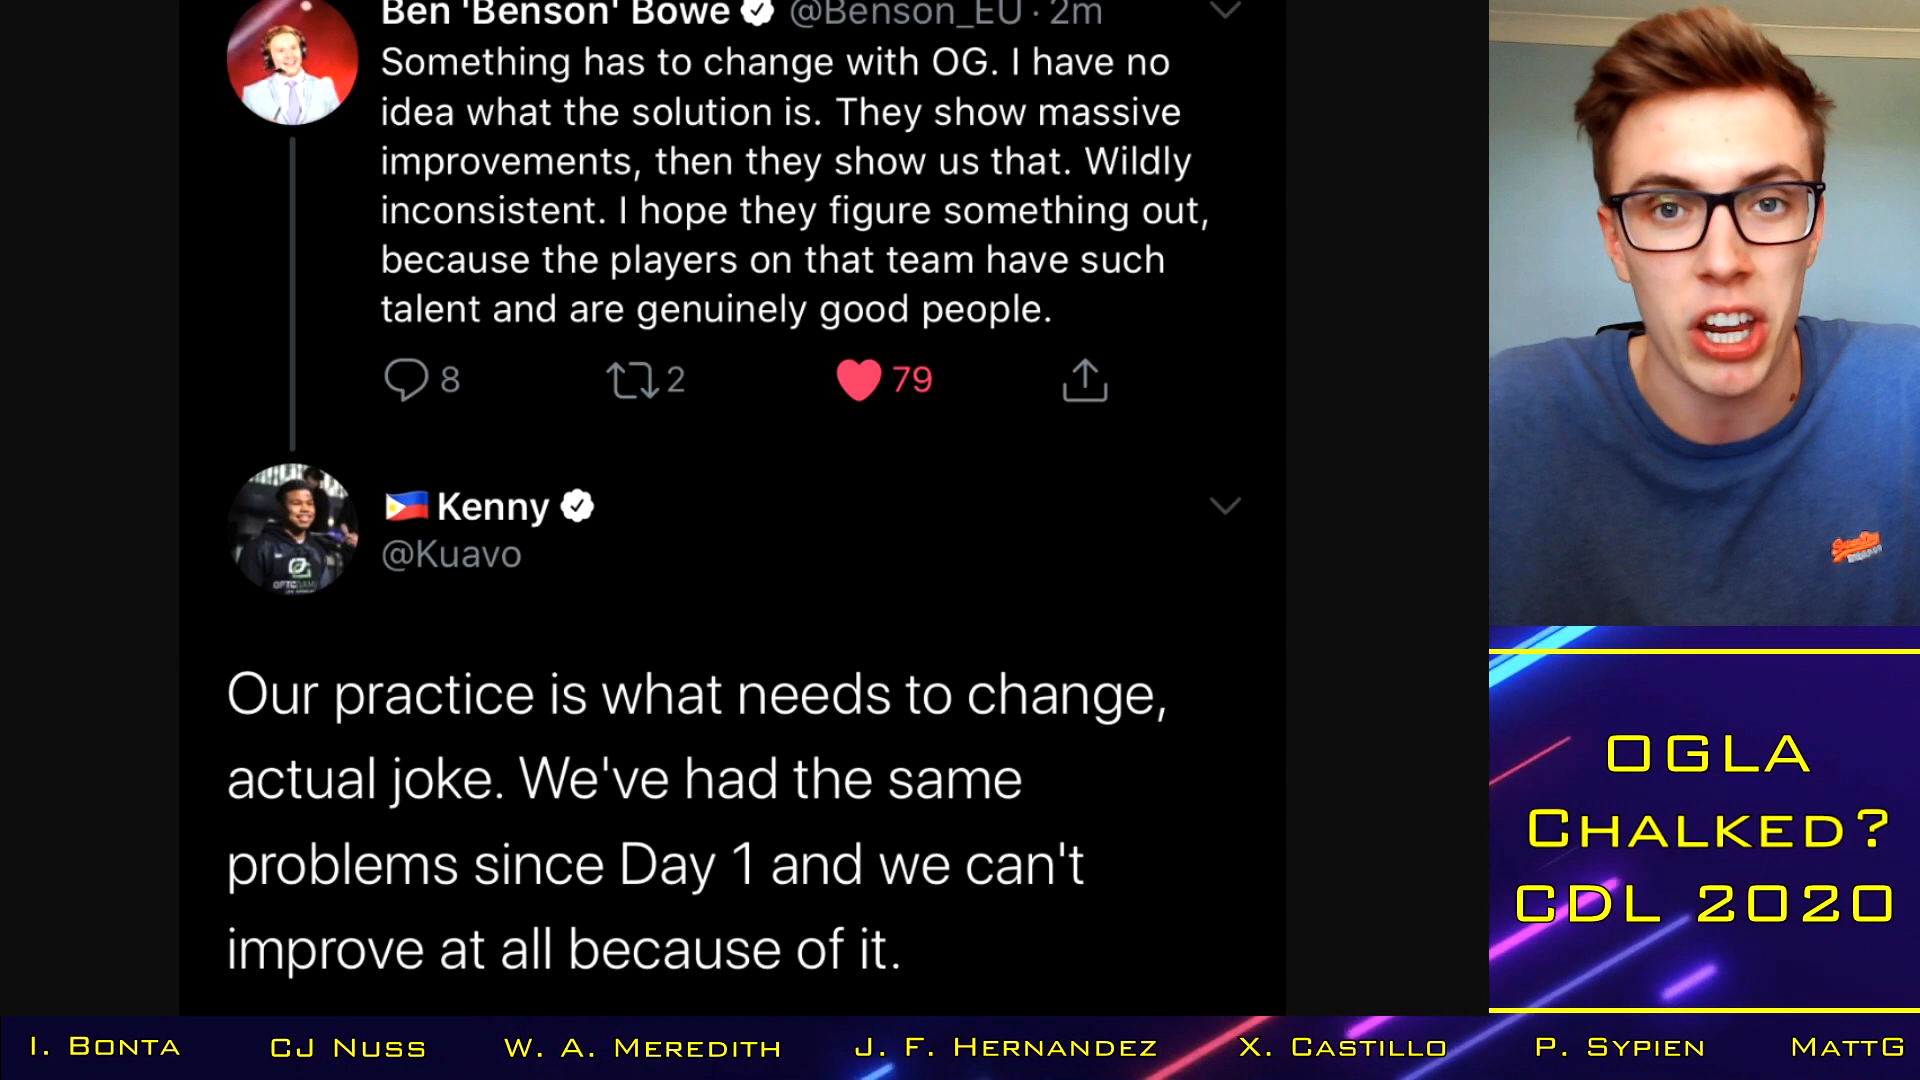 Ben 'Benson' Bowe @Benson_EU · 2m
Something has to change with OG. I have no
idea what the solution is. They show massive
improvements, then they show us that. Wildly
inconsistent. I hope they figure something out,
because the players on that team have such
talent and are genuinely good people.
8 2 79
Kenny
@Kuavo
Our practice is what needs to change,
actual joke. We've had the same
problems since Day 1 and we can't
improve at all because of it.
OGLA
Chalked?
CDL 2020
I. Bonta CJ Nuss W. A. Meredith J. F. Hernandez X. Castillo P. Sypien MattG